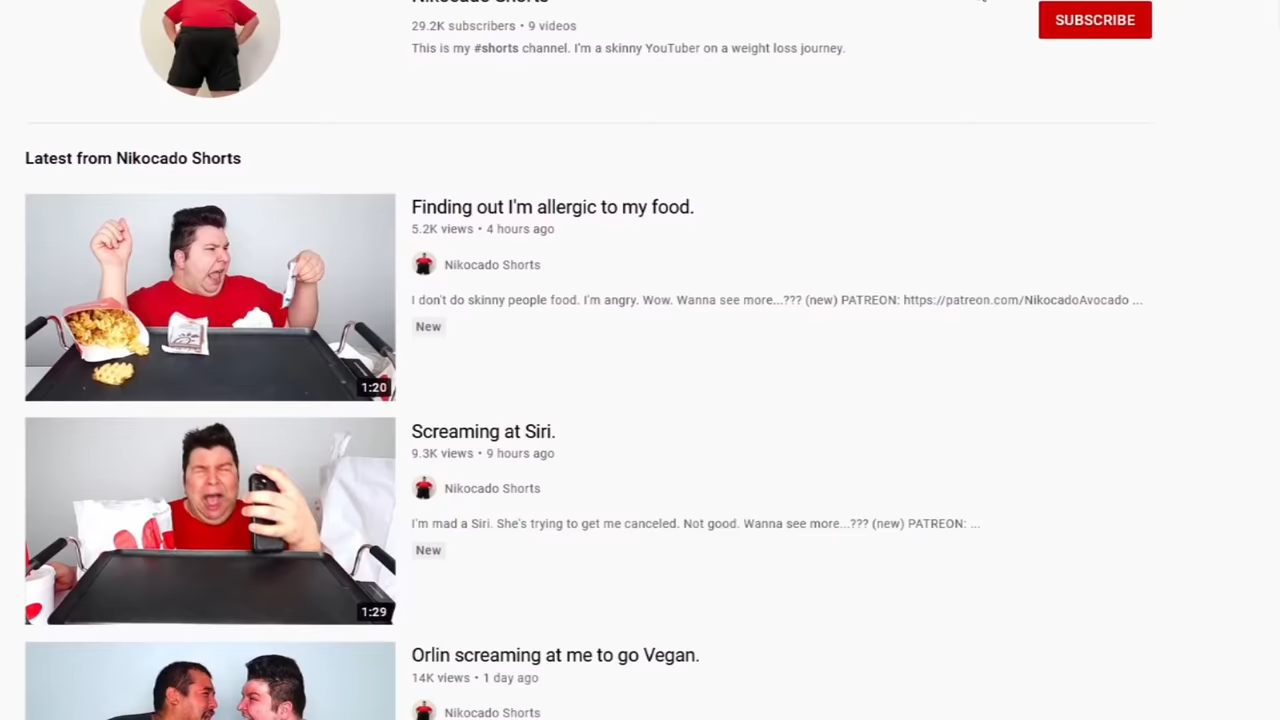 Nikocado Shorts
29.2K subscribers • 9 videos
SUBSCRIBE
This is my #shorts channel. I'm a skinny YouTuber on a weight loss journey.
Latest from Nikocado Shorts
Finding out I'm allergic to my food.
5.2K views • 4 hours ago
Nikocado Shorts
I don't do skinny people food. I'm angry. Wow. Wanna see more...??? (new) PATREON: https://patreon.com/NikocadoAvocado ...
New
1:20
Screaming at Siri.
9.3K views • 9 hours ago
Nikocado Shorts
I'm mad a Siri. She's trying to get me canceled. Not good. Wanna see more...??? (new) PATREON: ...
New
1:29
Orlin screaming at me to go Vegan.
14K views • 1 day ago
Nikocado Shorts